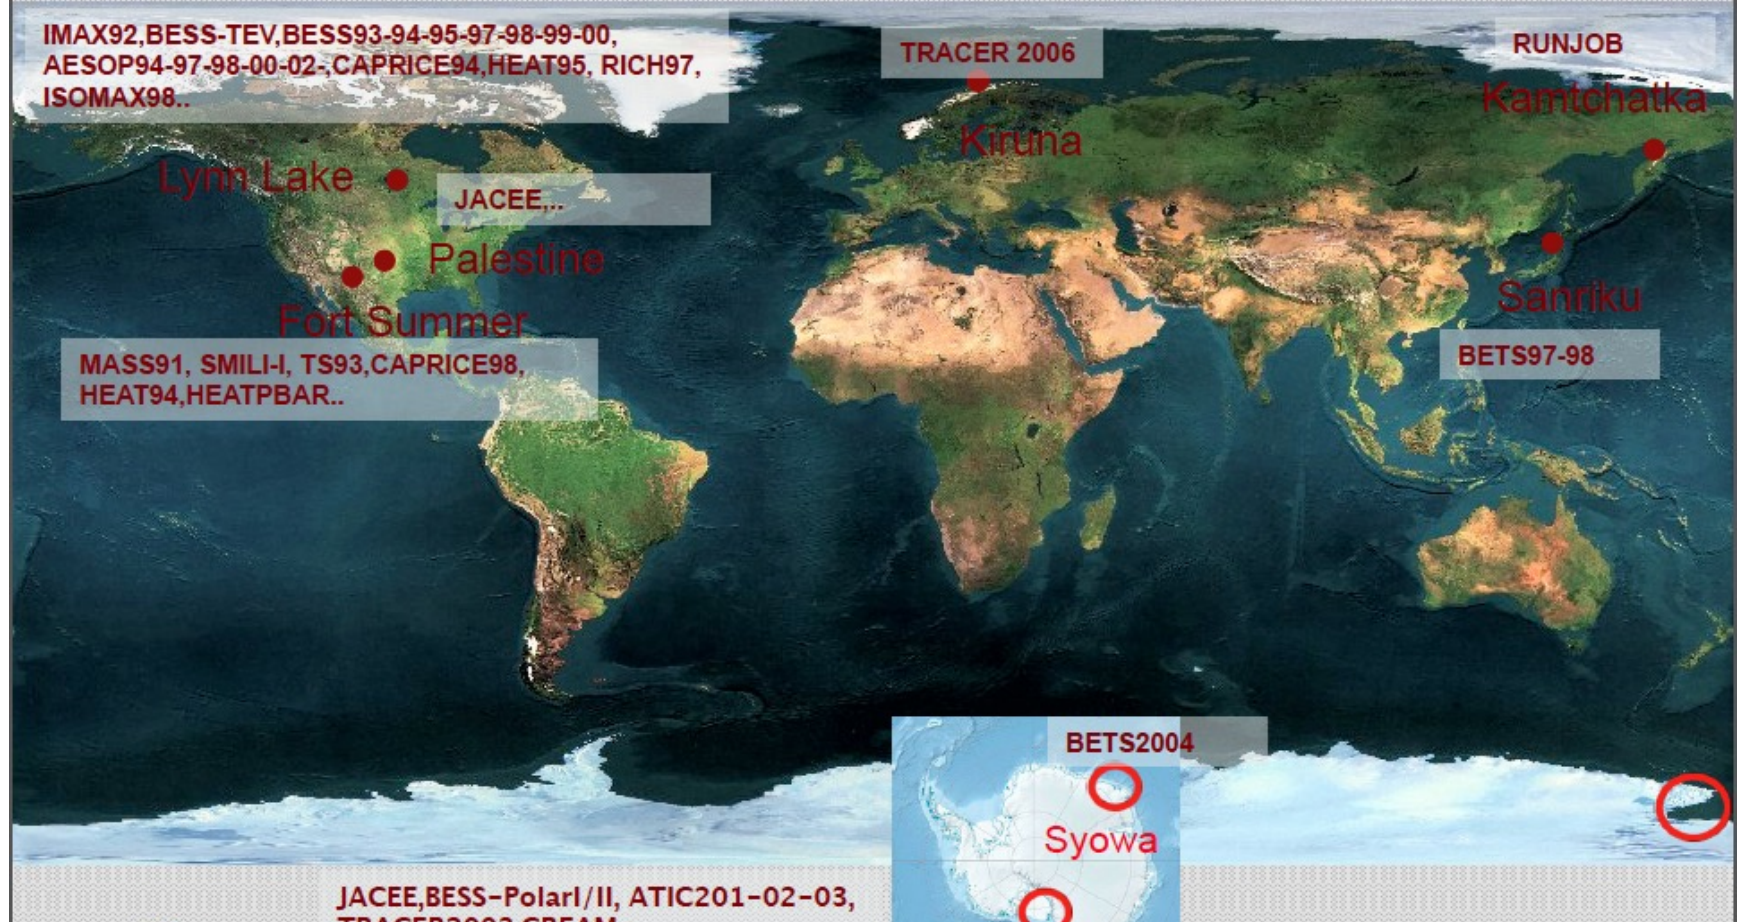 IMAX92,BESS-TEV,BESS93-94-95-97-98-99-00,
AESOP94-97-98-00-02-,CAPRICE94,HEAT95, RICH97,
ISOMAX98..
TRACER 2006
RUNJOB
Kamtchatka
Kiruna
Lynn Lake
JACEE,..
Palestine
Fort Summer
Sanriku
MASS91, SMILI-I, TS93,CAPRICE98,
HEAT94,HEATPBAR..
BETS97-98
BETS2004
Syowa
JACEE,BESS-PolarI/II, ATIC201-02-03,
TRACER2003,CREAM